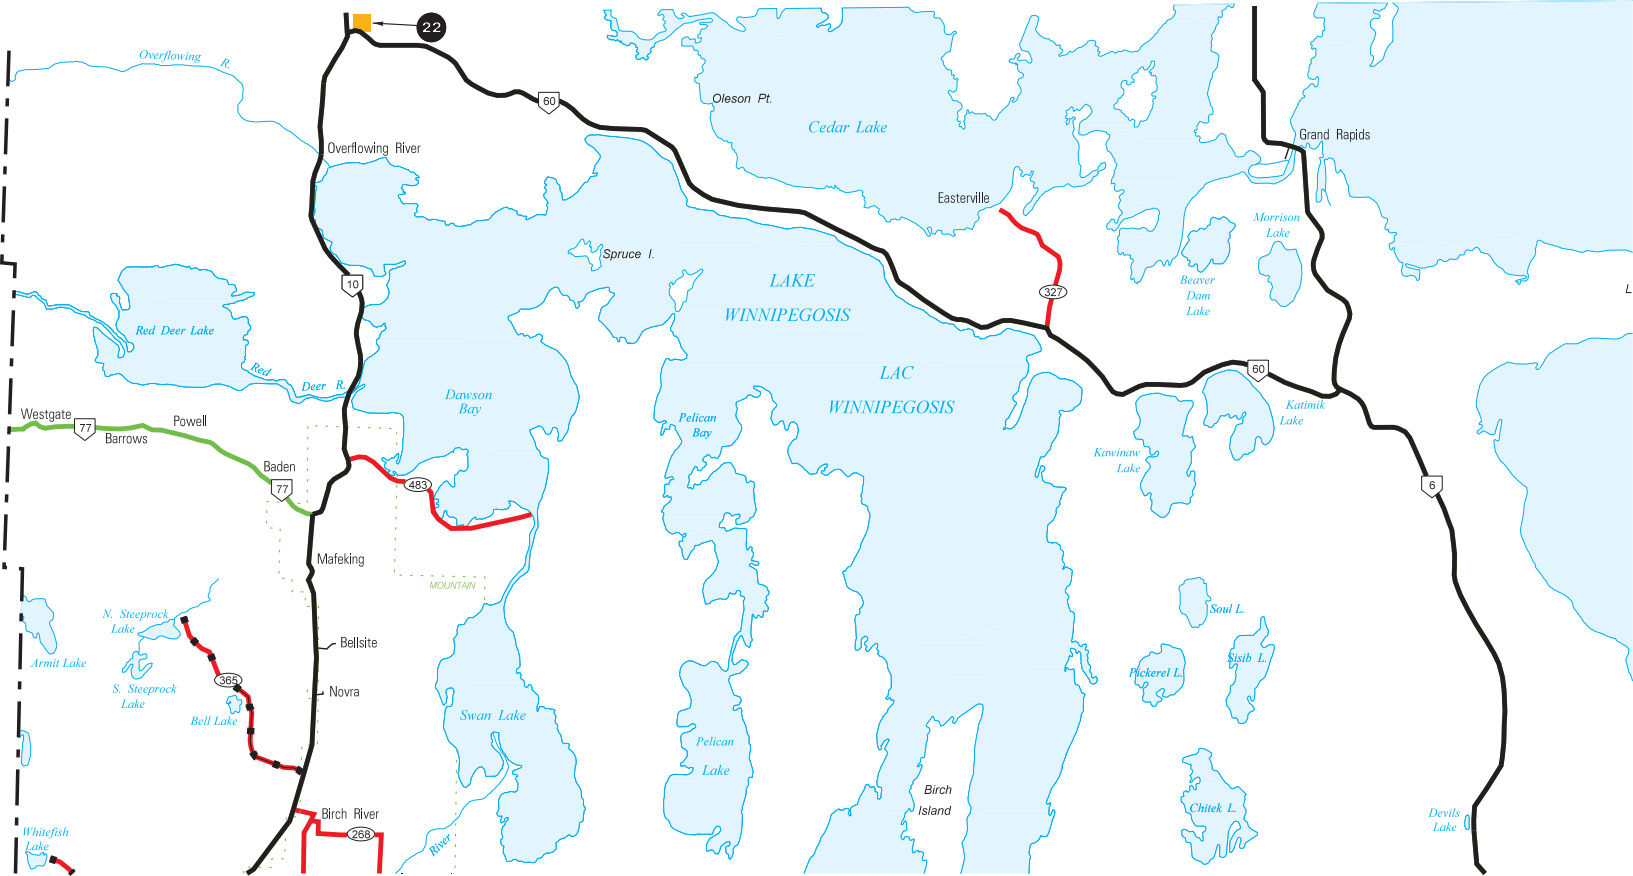 22
Overflowing R.
60
Oleson Pt.
Cedar Lake
Grand Rapids
Overflowing River
Easterville
Morrison
Lake
Spruce I.
10
LAKE
WINNIPEGOSIS
Beaver
Dam
Lake
327
L
Red Deer Lake
Red Deer R.
LAC
WINNIPEGOSIS
60
Dawson
Bay
Katimik
Lake
Westgate
77
Barrows
Powell
Pelican
Bay
Kawinaw
Lake
Baden
77
483
6
Mafeking
MOUNTAIN
N. Steeprock
Lake
Soul L.
Bellsite
Armit Lake
Sisib L.
Pickerel L.
365
S. Steeprock
Lake
Novra
Bell Lake
Swan Lake
Pelican
Lake
Birch
Island
Chitek L.
Devils
Lake
Birch River
268
Whitefish
Lake
River